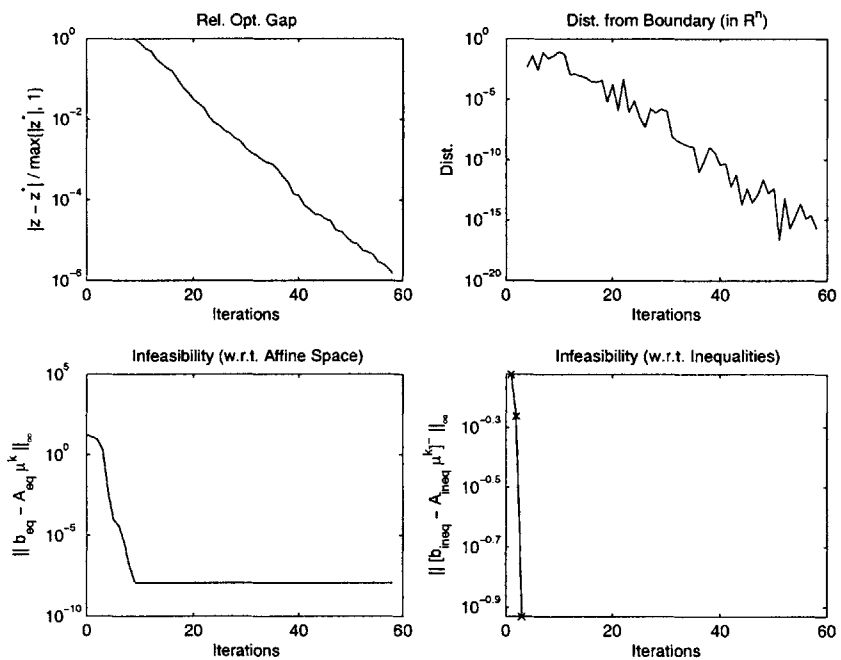 Rel. Opt. Gap
10^0
10^-2
10^-4
10^-6
|z - z*| / max{|z*|, 1}
0 20 40 60
Iterations
Dist. from Boundary (in R^n)
10^0
10^-5
10^-10
10^-15
10^-20
Dist.
0 20 40 60
Iterations
Infeasibility (w.r.t. Affine Space)
10^5
10^0
10^-5
10^-10
|| b_eq - A_eq μ^k ||_∞
0 20 40 60
Iterations
Infeasibility (w.r.t. Inequalities)
10^-0.3
10^-0.5
10^-0.7
10^-0.9
|| [b_ineq - A_ineq μ^k]^- ||_∞
0 20 40 60
Iterations